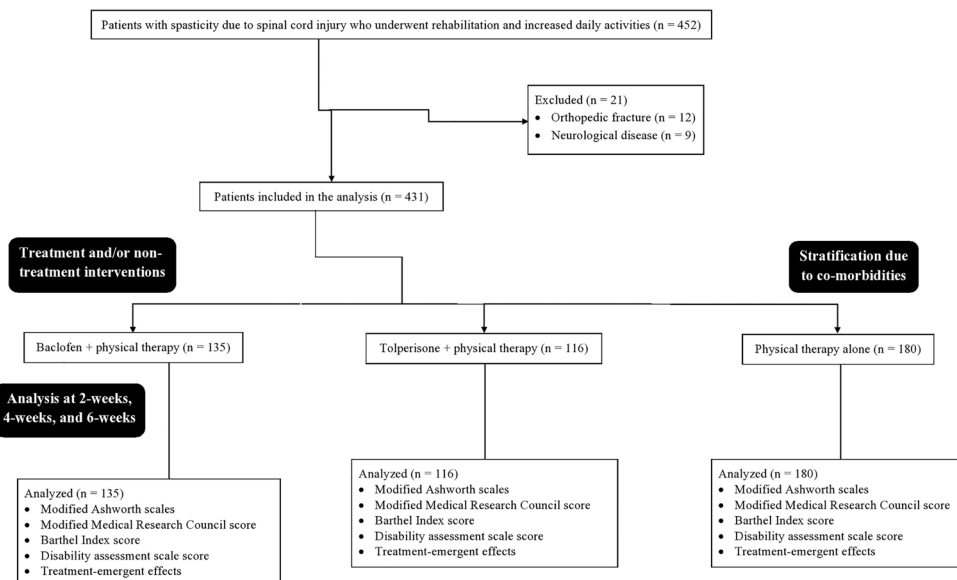 Patients with spasticity due to spinal cord injury who underwent rehabilitation and increased daily activities (n = 452)
Excluded (n = 21)
• Orthopedic fracture (n = 12)
• Neurological disease (n = 9)
Patients included in the analysis (n = 431)
Treatment and/or non-
treatment interventions
Stratification due
to co-morbidities
Baclofen + physical therapy (n = 135)
Tolperisone + physical therapy (n = 116)
Physical therapy alone (n = 180)
Analysis at 2-weeks,
4-weeks, and 6-weeks
Analyzed (n = 135)
• Modified Ashworth scales
• Modified Medical Research Council score
• Barthel Index score
• Disability assessment scale score
• Treatment-emergent effects
Analyzed (n = 116)
• Modified Ashworth scales
• Modified Medical Research Council score
• Barthel Index score
• Disability assessment scale score
• Treatment-emergent effects
Analyzed (n = 180)
• Modified Ashworth scales
• Modified Medical Research Council score
• Barthel Index score
• Disability assessment scale score
• Treatment-emergent effects